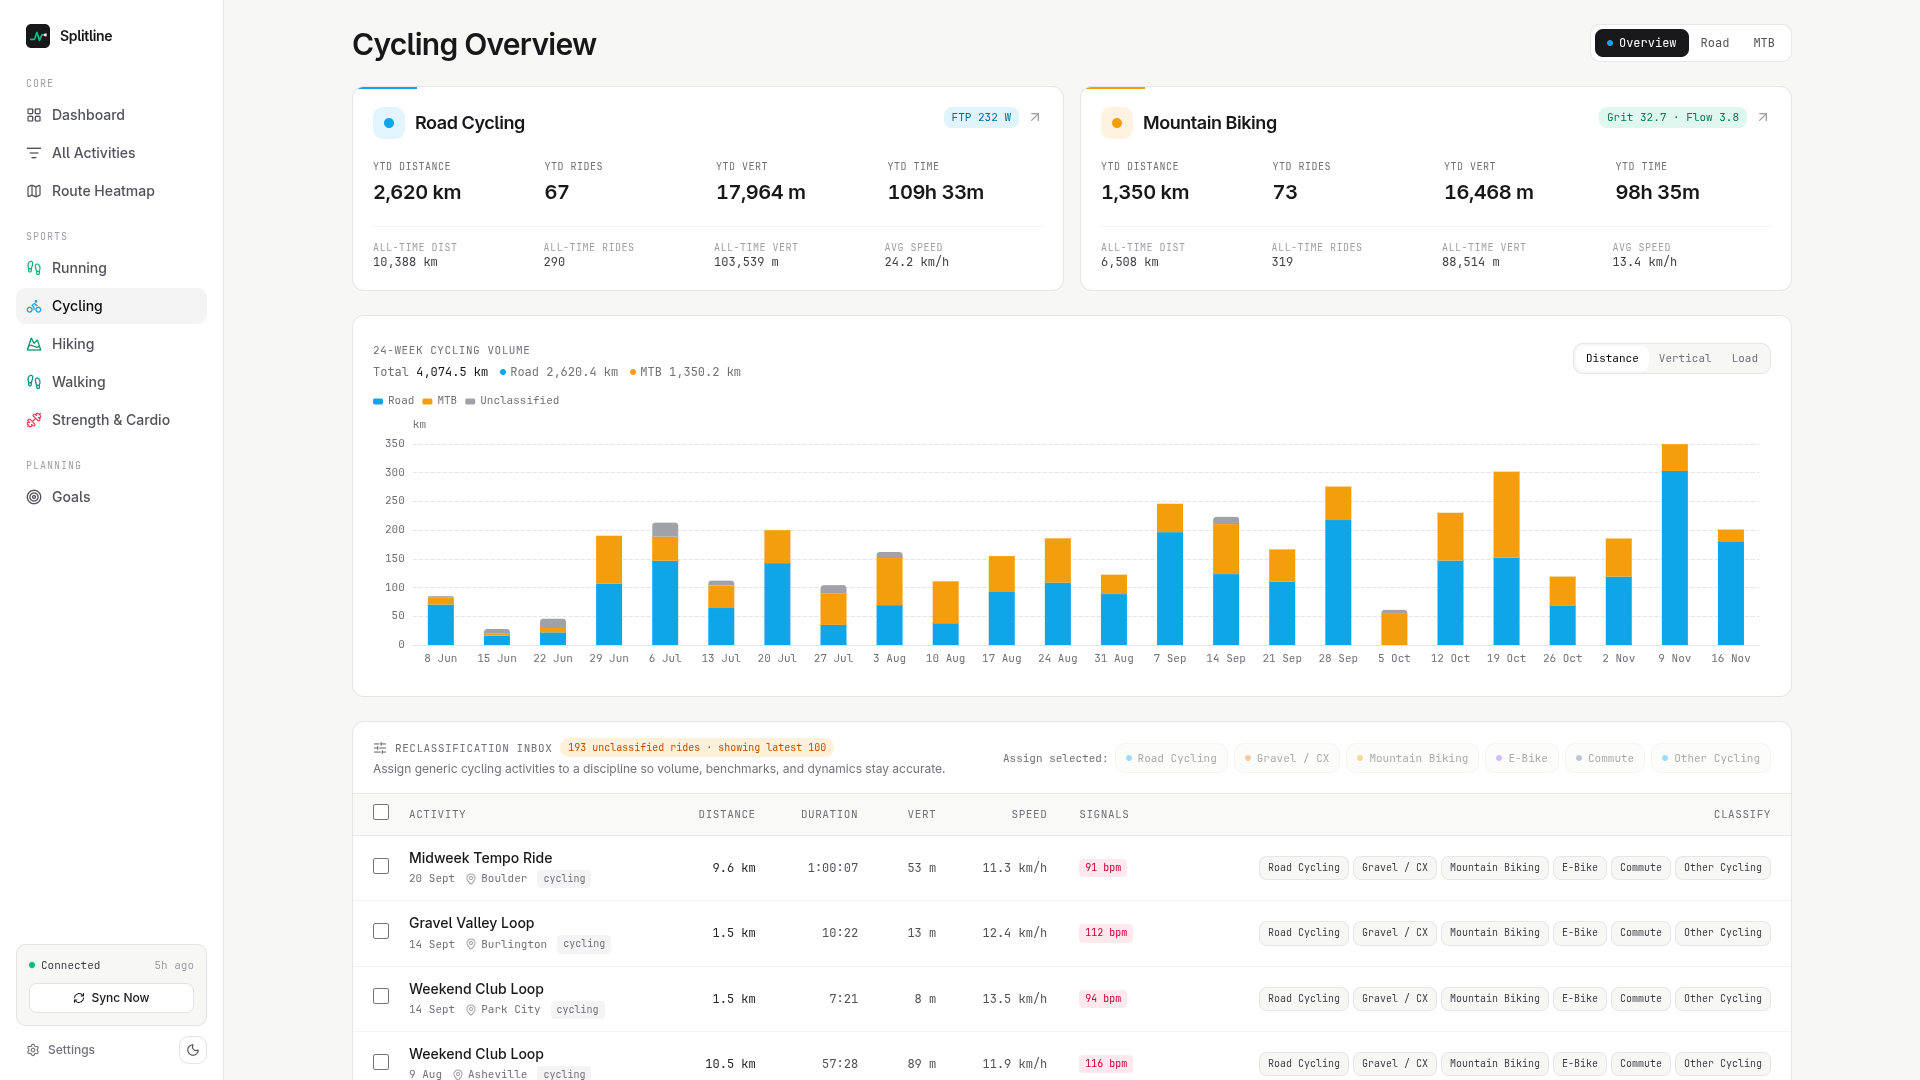 Splitline
CORE
Dashboard
All Activities
Route Heatmap
SPORTS
Running
Cycling
Hiking
Walking
Strength & Cardio
PLANNING
Goals
Connected 5h ago
Sync Now
Settings
Cycling Overview
Overview Road MTB
Road Cycling FTP 232 W
YTD DISTANCE YTD RIDES YTD VERT YTD TIME
2,620 km 67 17,964 m 109h 33m
ALL-TIME DIST ALL-TIME RIDES ALL-TIME VERT AVG SPEED
10,388 km 290 103,539 m 24.2 km/h
Mountain Biking Grit 32.7 · Flow 3.8
YTD DISTANCE YTD RIDES YTD VERT YTD TIME
1,350 km 73 16,468 m 98h 35m
ALL-TIME DIST ALL-TIME RIDES ALL-TIME VERT AVG SPEED
6,508 km 319 88,514 m 13.4 km/h
24-WEEK CYCLING VOLUME
Total 4,074.5 km Road 2,620.4 km MTB 1,350.2 km
Distance Vertical Load
Road MTB Unclassified
km
350
300
250
200
150
100
50
0
8 Jun 15 Jun 22 Jun 29 Jun 6 Jul 13 Jul 20 Jul 27 Jul 3 Aug 10 Aug 17 Aug 24 Aug 31 Aug 7 Sep 14 Sep 21 Sep 28 Sep 5 Oct 12 Oct 19 Oct 26 Oct 2 Nov 9 Nov 16 Nov
RECLASSIFICATION INBOX 193 unclassified rides · showing latest 100
Assign generic cycling activities to a discipline so volume, benchmarks, and dynamics stay accurate.
Assign selected: Road Cycling Gravel / CX Mountain Biking E-Bike Commute Other Cycling
ACTIVITY DISTANCE DURATION VERT SPEED SIGNALS CLASSIFY
Midweek Tempo Ride
20 Sept Boulder cycling
9.6 km 1:00:07 53 m 11.3 km/h 91 bpm Road Cycling Gravel / CX Mountain Biking E-Bike Commute Other Cycling
Gravel Valley Loop
14 Sept Burlington cycling
1.5 km 10:22 13 m 12.4 km/h 112 bpm Road Cycling Gravel / CX Mountain Biking E-Bike Commute Other Cycling
Weekend Club Loop
14 Sept Park City cycling
1.5 km 7:21 8 m 13.5 km/h 94 bpm Road Cycling Gravel / CX Mountain Biking E-Bike Commute Other Cycling
Weekend Club Loop
9 Aug Asheville cycling
10.5 km 57:28 89 m 11.9 km/h 116 bpm Road Cycling Gravel / CX Mountain Biking E-Bike Commute Other Cycling